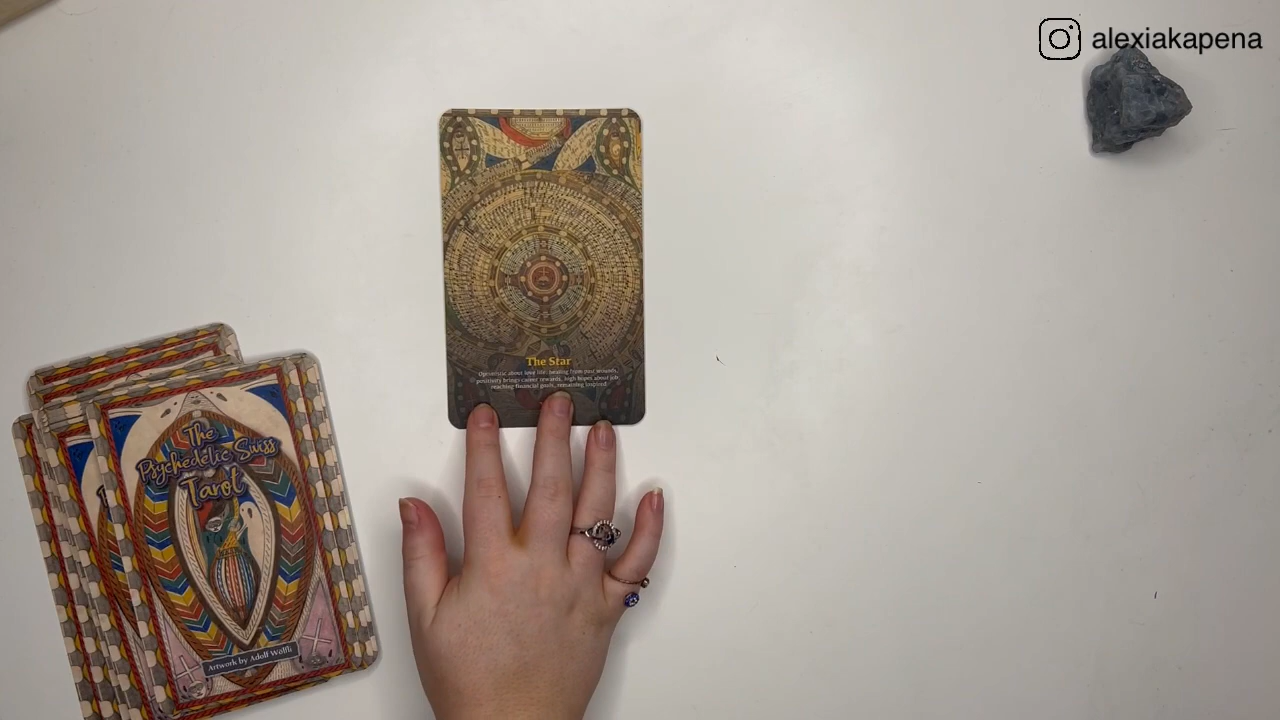 alexiakapena
The Star
Optimistic about love life, healing from past wounds,
positivity brings career rewards, high hopes about job,
reaching financial goals, remaining inspired
The
Psychedelic Swiss
Tarot
Artwork by Adolf Wölfli